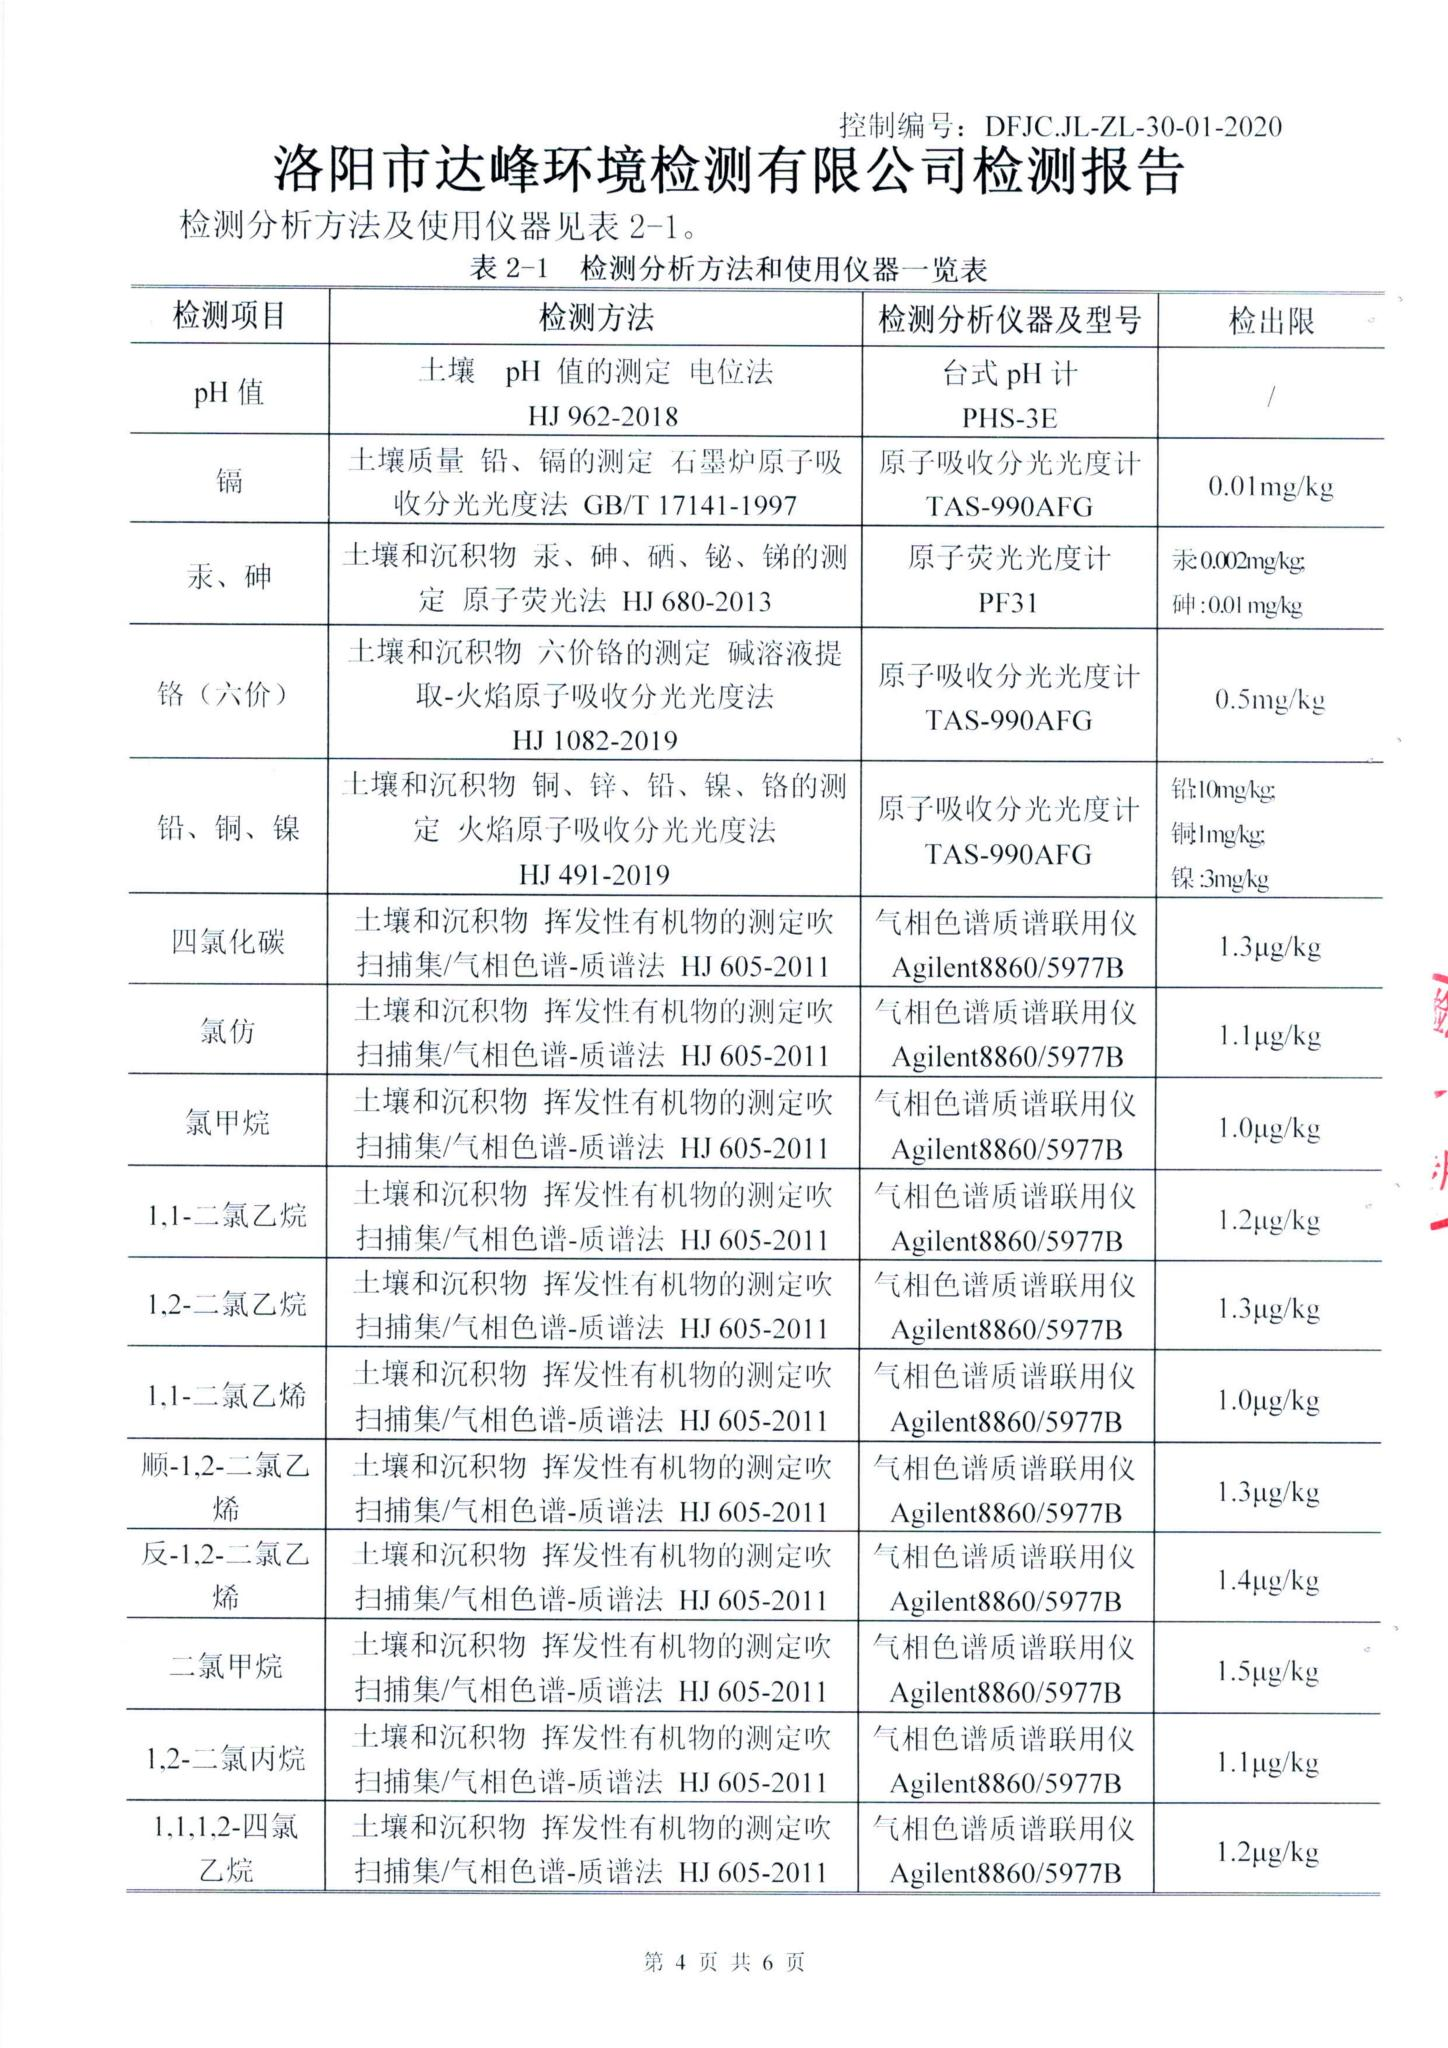 控制编号：DFJC.JL-ZL-30-01-2020
洛阳市达峰环境检测有限公司检测报告
检测分析方法及使用仪器见表 2-1。
表 2-1 检测分析方法和使用仪器一览表
检测项目 检测方法 检测分析仪器及型号 检出限
pH 值
土壤 pH 值的测定 电位法
HJ 962-2018
台式 pH 计
PHS-3E
/
镉
土壤质量 铅、镉的测定 石墨炉原子吸
收分光光度法 GB/T 17141-1997
原子吸收分光光度计
TAS-990AFG
0.01mg/kg
汞、砷
土壤和沉积物 汞、砷、硒、铋、锑的测
定 原子荧光法 HJ 680-2013
原子荧光光度计
PF31
汞:0.002mg/kg;
砷:0.01mg/kg
铬（六价）
土壤和沉积物 六价铬的测定 碱溶液提
取-火焰原子吸收分光光度法
HJ 1082-2019
原子吸收分光光度计
TAS-990AFG
0.5mg/kg
铅、铜、镍
土壤和沉积物 铜、锌、铅、镍、铬的测
定 火焰原子吸收分光光度法
HJ 491-2019
原子吸收分光光度计
TAS-990AFG
铅:10mg/kg;
铜:1mg/kg;
镍:3mg/kg
四氯化碳
土壤和沉积物 挥发性有机物的测定吹
扫捕集/气相色谱-质谱法 HJ 605-2011
气相色谱质谱联用仪
Agilent8860/5977B
1.3μg/kg
氯仿
土壤和沉积物 挥发性有机物的测定吹
扫捕集/气相色谱-质谱法 HJ 605-2011
气相色谱质谱联用仪
Agilent8860/5977B
1.1μg/kg
氯甲烷
土壤和沉积物 挥发性有机物的测定吹
扫捕集/气相色谱-质谱法 HJ 605-2011
气相色谱质谱联用仪
Agilent8860/5977B
1.0μg/kg
1,1-二氯乙烷
土壤和沉积物 挥发性有机物的测定吹
扫捕集/气相色谱-质谱法 HJ 605-2011
气相色谱质谱联用仪
Agilent8860/5977B
1.2μg/kg
1,2-二氯乙烷
土壤和沉积物 挥发性有机物的测定吹
扫捕集/气相色谱-质谱法 HJ 605-2011
气相色谱质谱联用仪
Agilent8860/5977B
1.3μg/kg
1,1-二氯乙烯
土壤和沉积物 挥发性有机物的测定吹
扫捕集/气相色谱-质谱法 HJ 605-2011
气相色谱质谱联用仪
Agilent8860/5977B
1.0μg/kg
顺-1,2-二氯乙
烯
土壤和沉积物 挥发性有机物的测定吹
扫捕集/气相色谱-质谱法 HJ 605-2011
气相色谱质谱联用仪
Agilent8860/5977B
1.3μg/kg
反-1,2-二氯乙
烯
土壤和沉积物 挥发性有机物的测定吹
扫捕集/气相色谱-质谱法 HJ 605-2011
气相色谱质谱联用仪
Agilent8860/5977B
1.4μg/kg
二氯甲烷
土壤和沉积物 挥发性有机物的测定吹
扫捕集/气相色谱-质谱法 HJ 605-2011
气相色谱质谱联用仪
Agilent8860/5977B
1.5μg/kg
1,2-二氯丙烷
土壤和沉积物 挥发性有机物的测定吹
扫捕集/气相色谱-质谱法 HJ 605-2011
气相色谱质谱联用仪
Agilent8860/5977B
1.1μg/kg
1,1,1,2-四氯
乙烷
土壤和沉积物 挥发性有机物的测定吹
扫捕集/气相色谱-质谱法 HJ 605-2011
气相色谱质谱联用仪
Agilent8860/5977B
1.2μg/kg
第 4 页 共 6 页